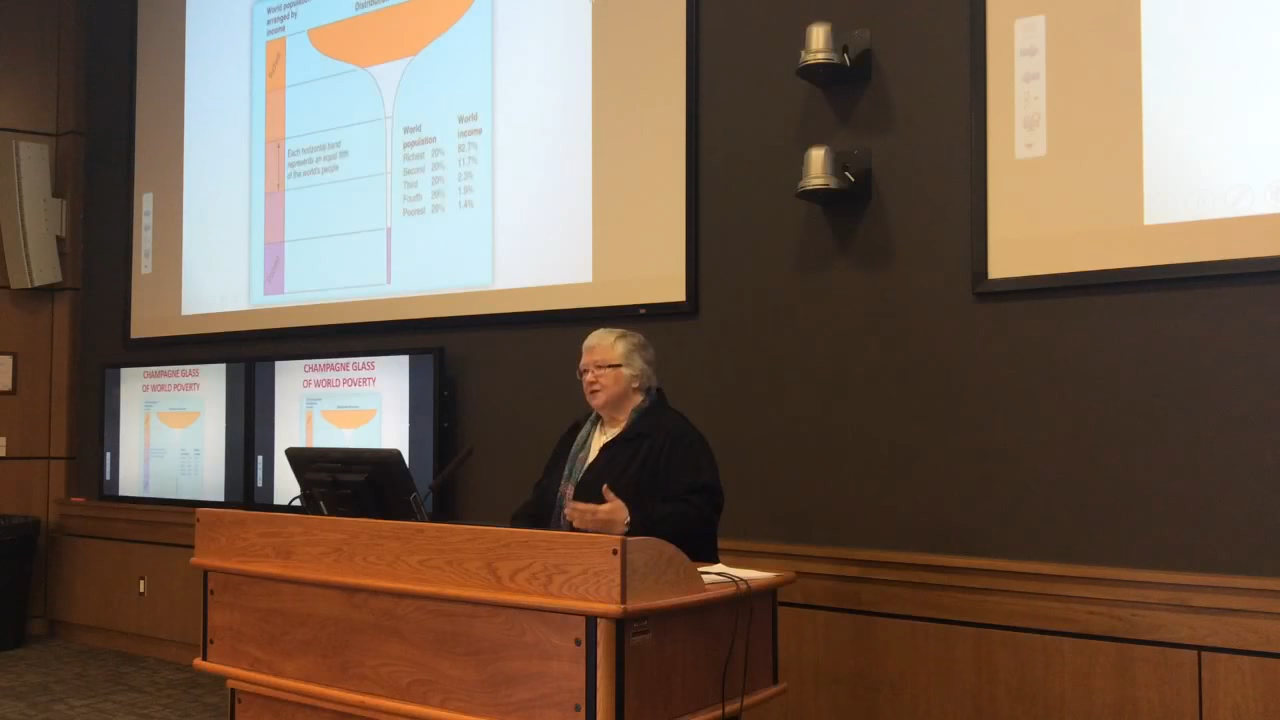 World population
arranged by
income
Distribution
Each horizontal band
represents an equal fifth
of the world's people
World
population
World
income
Richest 20% 82.7%
Second 20% 11.7%
Third 20% 2.3%
Fourth 20% 1.9%
Poorest 20% 1.4%
CHAMPAGNE GLASS
OF WORLD POVERTY
CHAMPAGNE GLASS
OF WORLD POVERTY